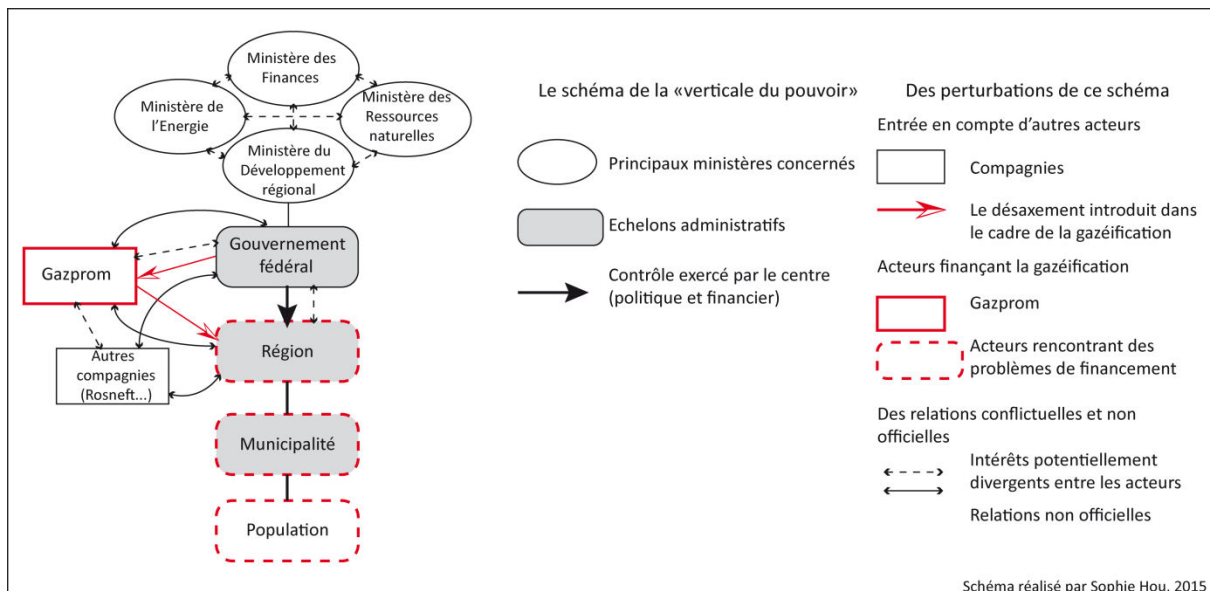 Ministère des
Finances
Ministère de
l'Energie
Ministère des
Ressources
naturelles
Ministère du
Développement
régional
Gouvernement
fédéral
Gazprom
Région
Autres
compagnies
(Rosneft...)
Municipalité
Population
Le schéma de la «verticale du pouvoir»
Principaux ministères concernés
Echelons administratifs
Contrôle exercé par le centre
(politique et financier)
Des perturbations de ce schéma
Entrée en compte d'autres acteurs
Compagnies
Le désaxement introduit dans
le cadre de la gazéification
Acteurs finançant la gazéification
Gazprom
Acteurs rencontrant des
problèmes de financement
Des relations conflictuelles et non
officielles
Intérêts potentiellement
divergents entre les acteurs
Relations non officielles
Schéma réalisé par Sophie Hou, 2015